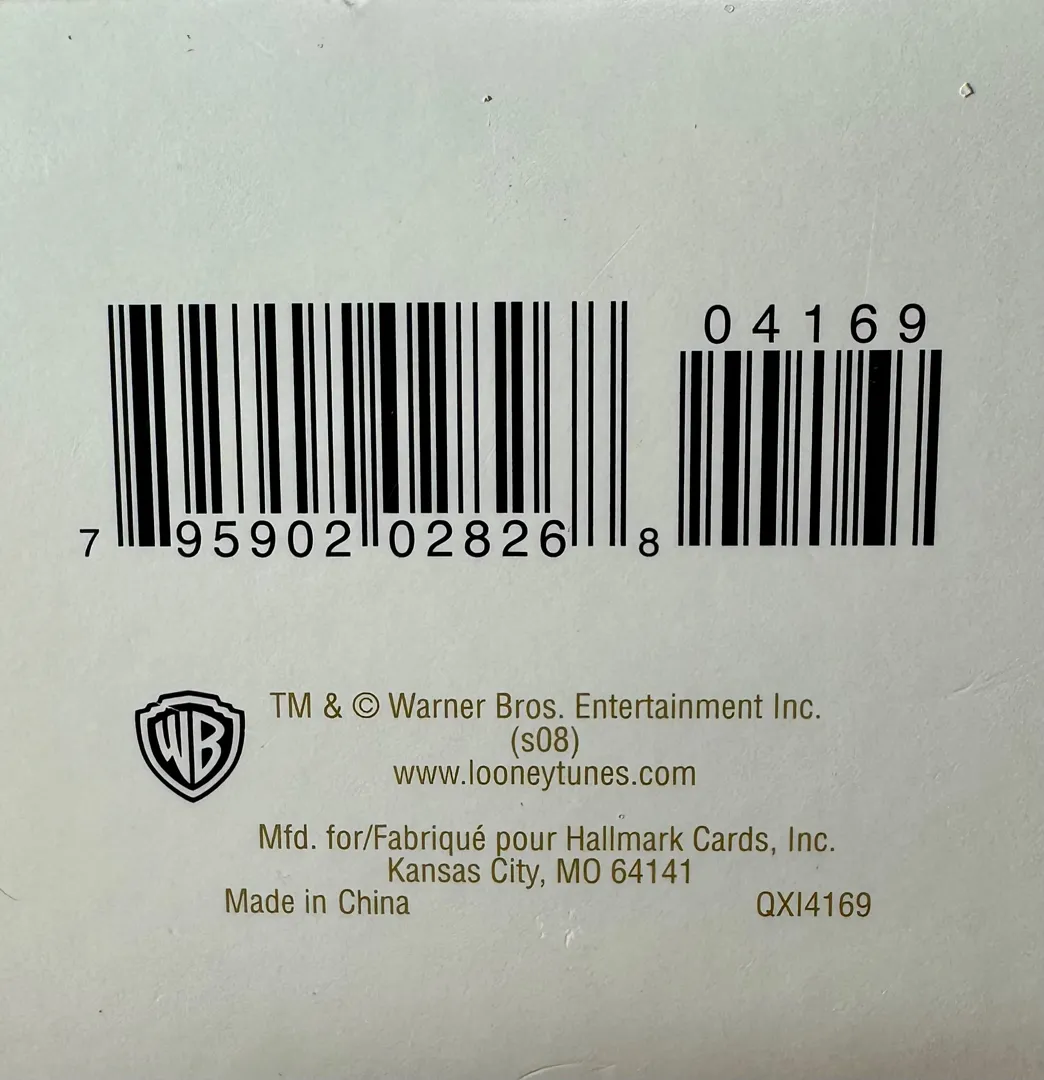 04169
7 95902 02826 8
WB
TM & © Warner Bros. Entertainment Inc.
(s08)
www.looneytunes.com
Mfd. for/Fabriqué pour Hallmark Cards, Inc.
Kansas City, MO 64141
Made in China QXI4169